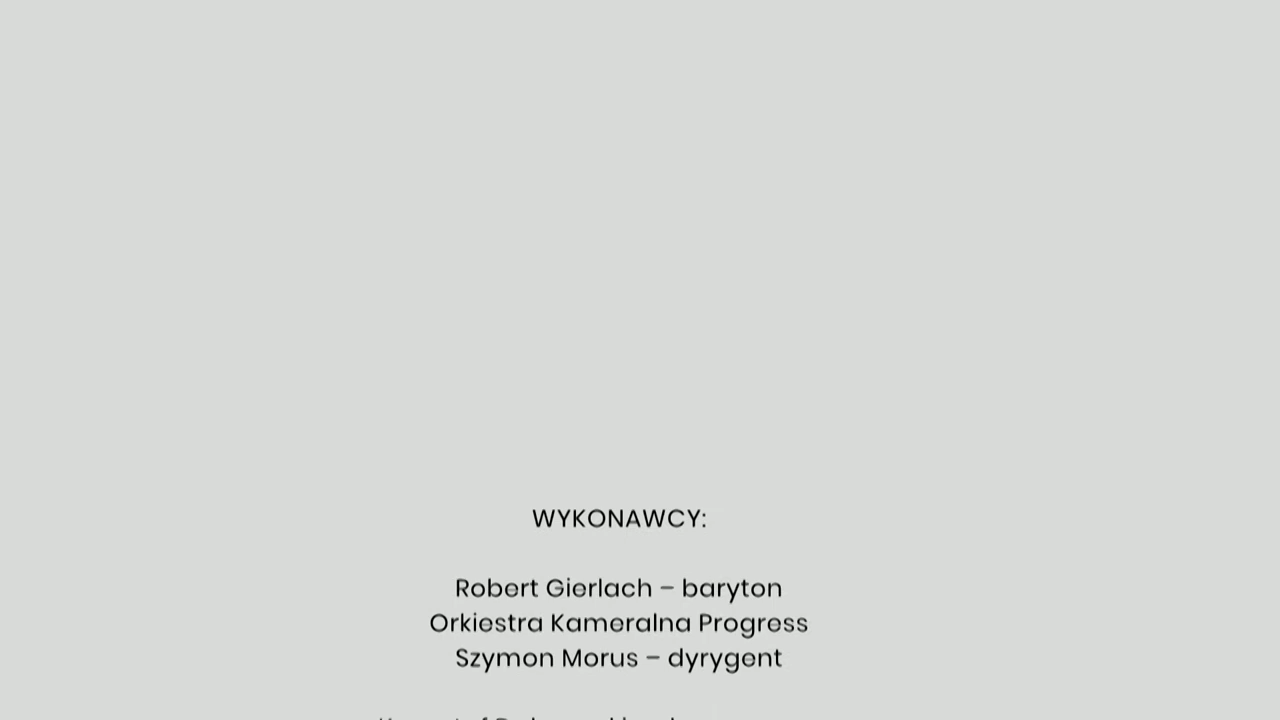 WYKONAWCY:
Robert Gierlach – baryton
Orkiestra Kameralna Progress
Szymon Morus – dyrygent